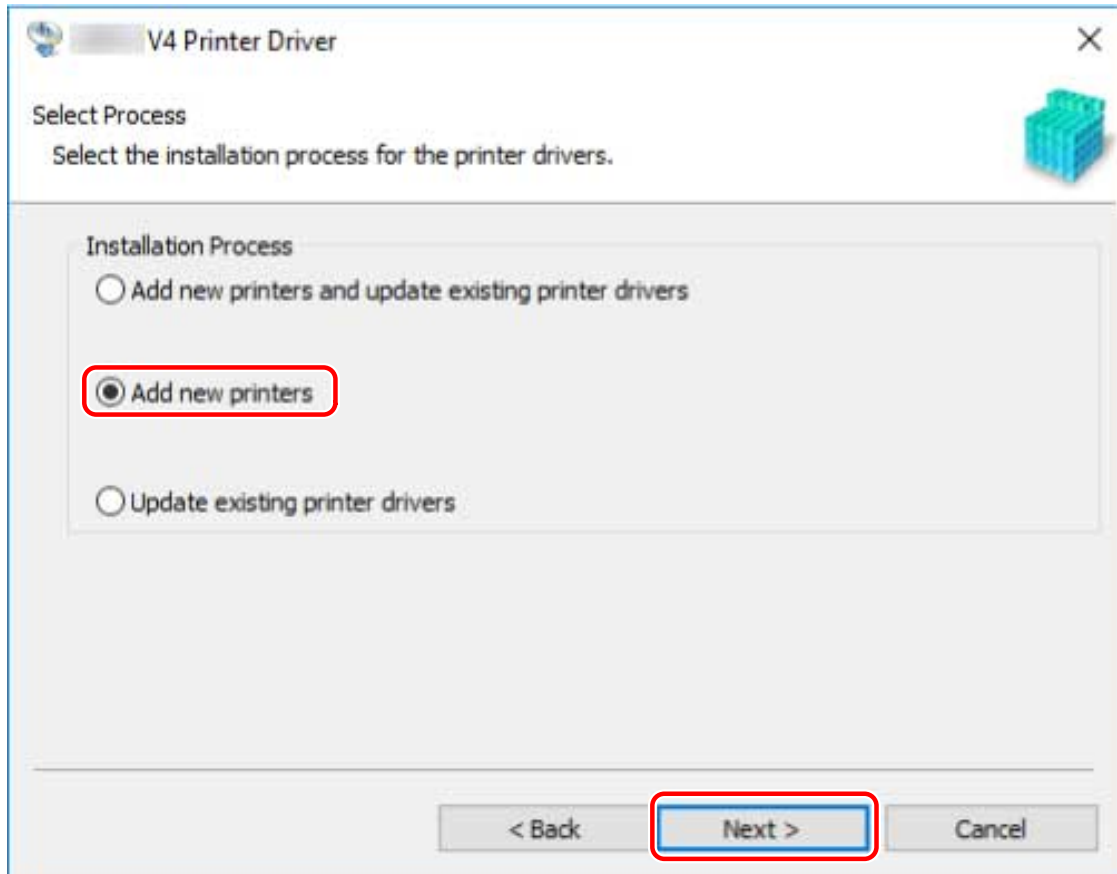 V4 Printer Driver
Select Process
Select the installation process for the printer drivers.
Installation Process
Add new printers and update existing printer drivers
Add new printers
Update existing printer drivers
< Back Next > Cancel